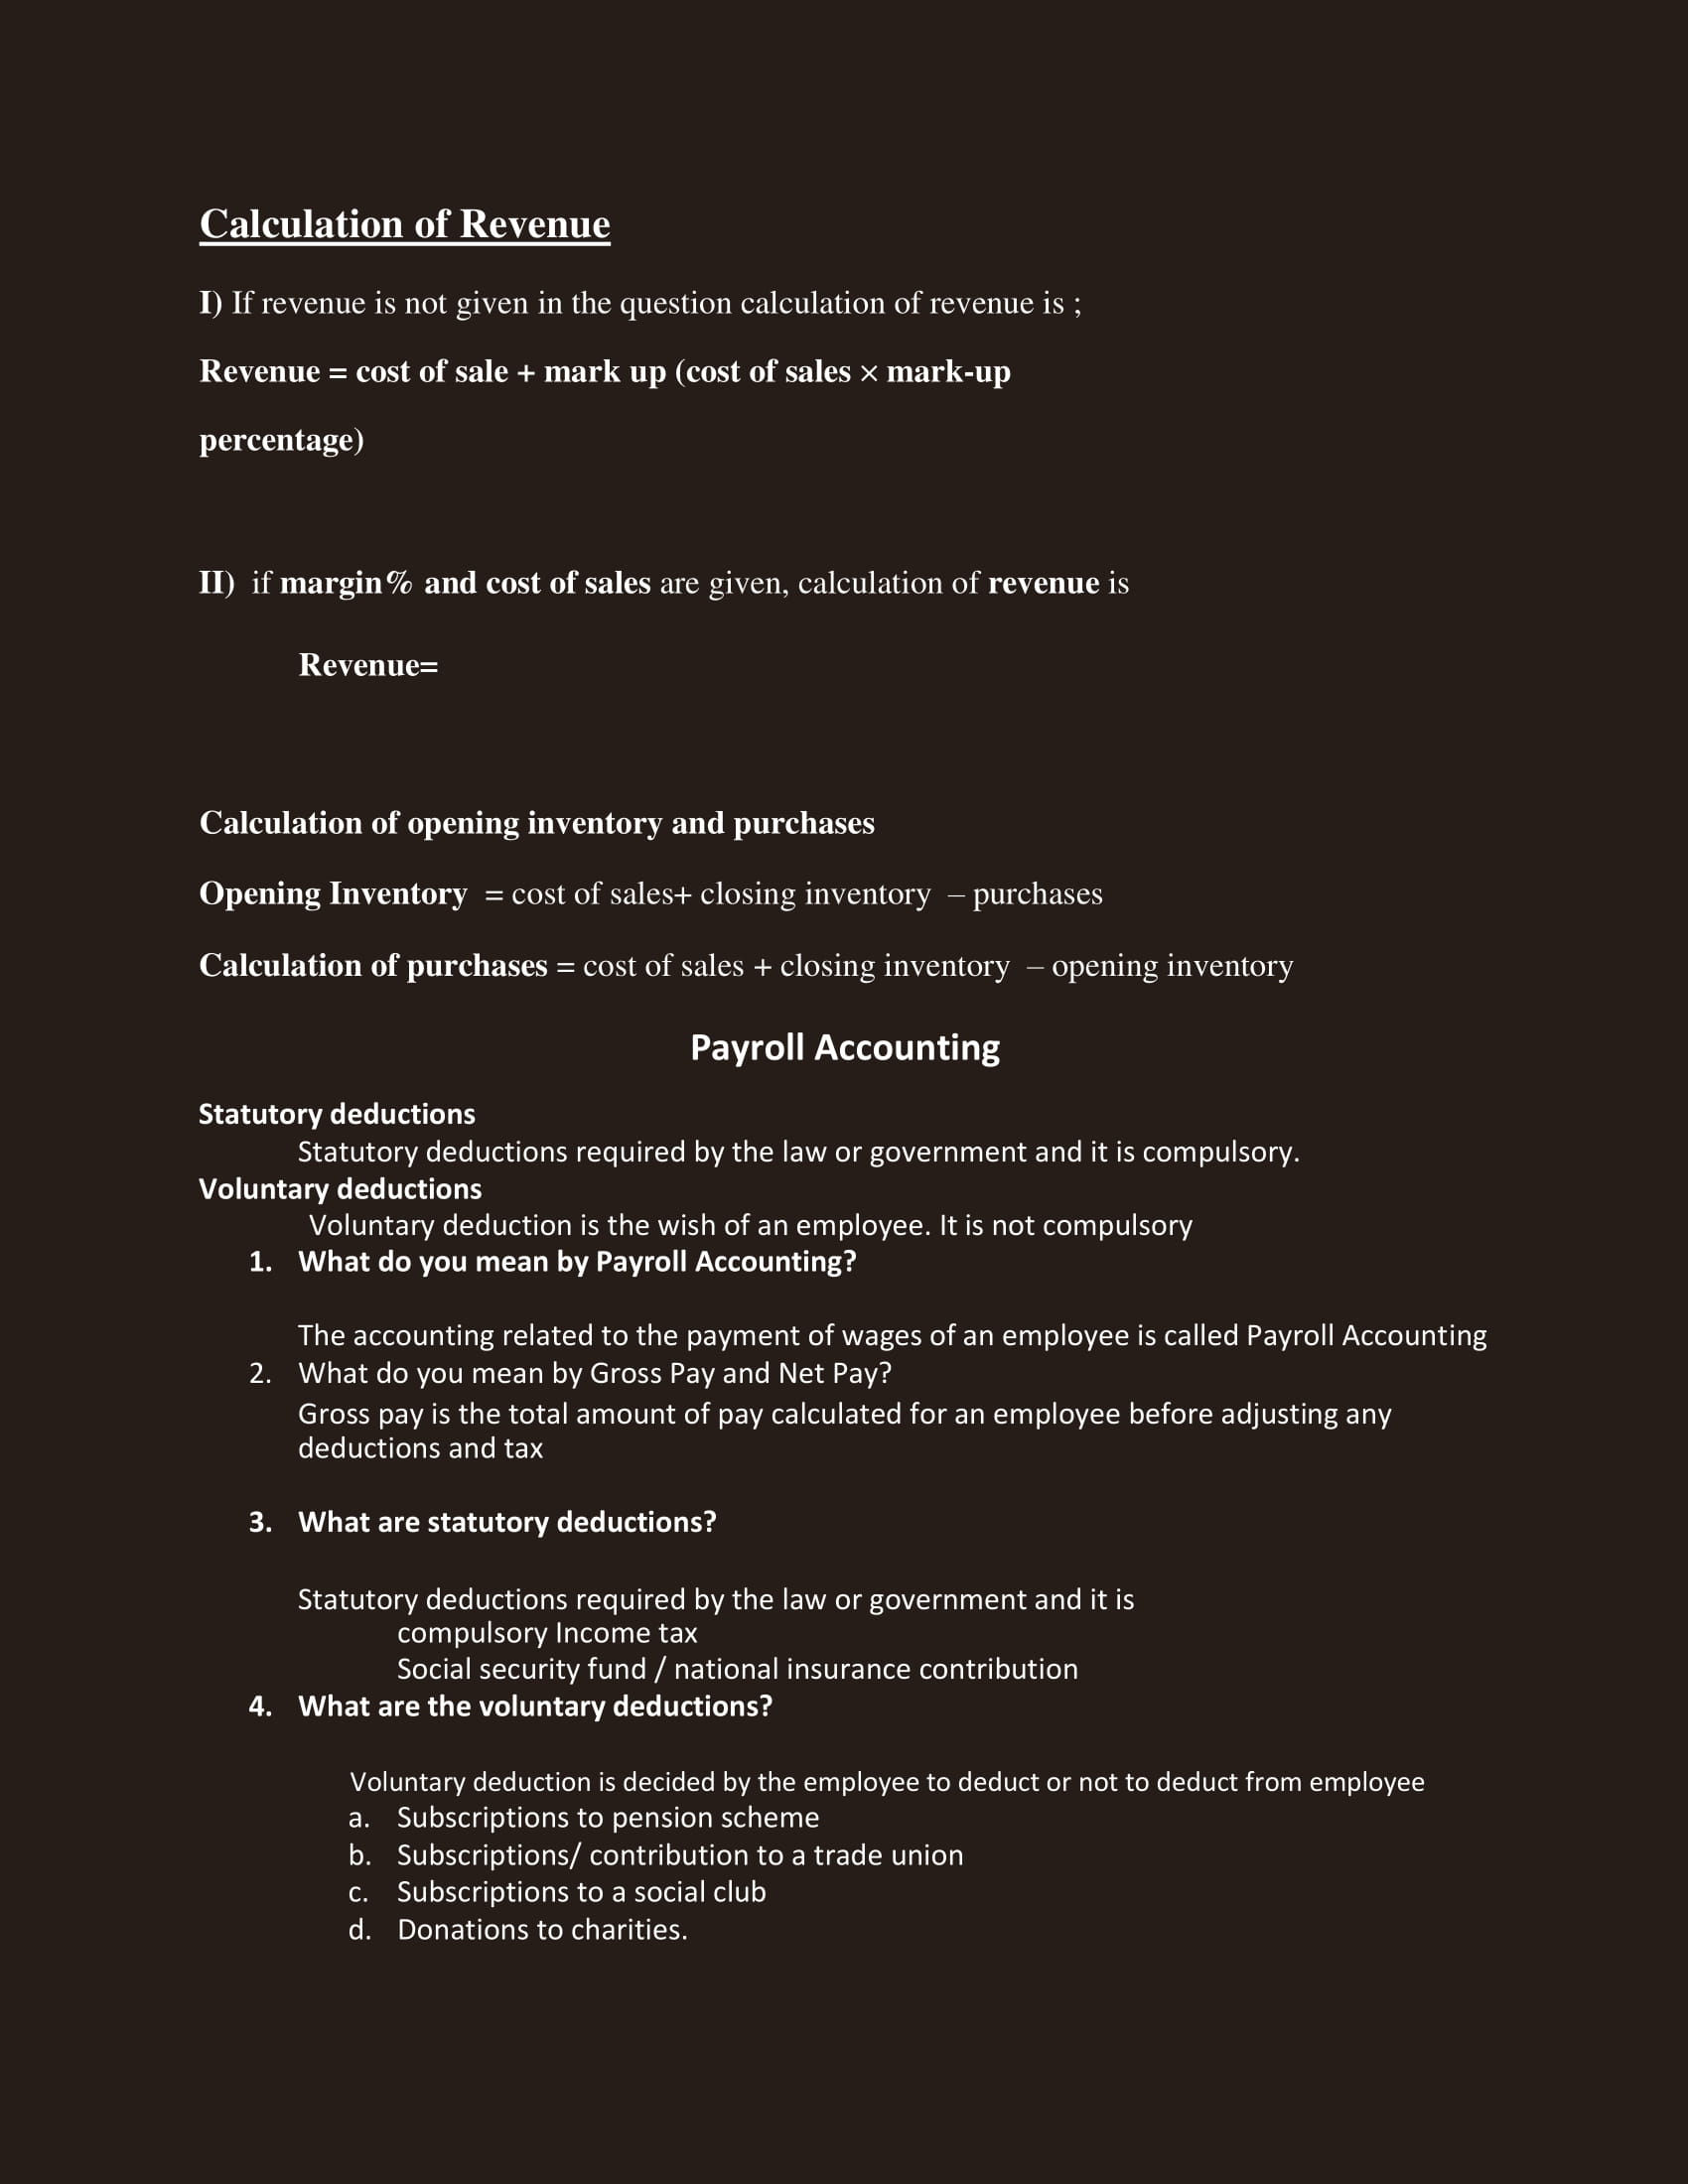 Calculation of Revenue
I) If revenue is not given in the question calculation of revenue is ;
Revenue = cost of sale + mark up (cost of sales × mark-up
percentage)
II) if margin% and cost of sales are given, calculation of revenue is
Revenue=
Calculation of opening inventory and purchases
Opening Inventory = cost of sales+ closing inventory – purchases
Calculation of purchases = cost of sales + closing inventory – opening inventory
Payroll Accounting
Statutory deductions
Statutory deductions required by the law or government and it is compulsory.
Voluntary deductions
Voluntary deduction is the wish of an employee. It is not compulsory
1. What do you mean by Payroll Accounting?
The accounting related to the payment of wages of an employee is called Payroll Accounting
2. What do you mean by Gross Pay and Net Pay?
Gross pay is the total amount of pay calculated for an employee before adjusting any
deductions and tax
3. What are statutory deductions?
Statutory deductions required by the law or government and it is
compulsory Income tax
Social security fund / national insurance contribution
4. What are the voluntary deductions?
Voluntary deduction is decided by the employee to deduct or not to deduct from employee
a. Subscriptions to pension scheme
b. Subscriptions/ contribution to a trade union
c. Subscriptions to a social club
d. Donations to charities.